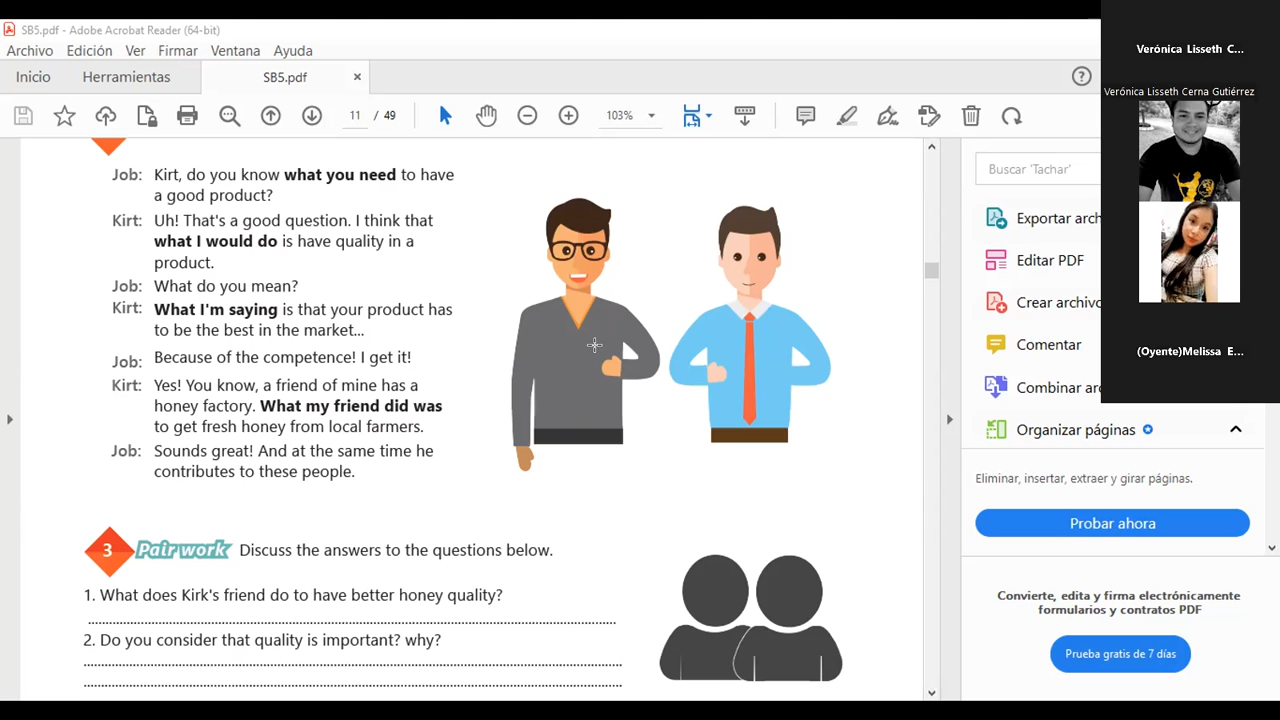 SB5.pdf - Adobe Acrobat Reader (64-bit)
Archivo Edición Ver Firmar Ventana Ayuda
Inicio Herramientas SB5.pdf ×
11 / 49 103%
Job: Kirt, do you know what you need to have
a good product?
Kirt: Uh! That's a good question. I think that
what I would do is have quality in a
product.
Job: What do you mean?
Kirt: What I'm saying is that your product has
to be the best in the market...
Job: Because of the competence! I get it!
Kirt: Yes! You know, a friend of mine has a
honey factory. What my friend did was
to get fresh honey from local farmers.
Job: Sounds great! And at the same time he
contributes to these people.
3 Pair work Discuss the answers to the questions below.
1. What does Kirk's friend do to have better honey quality?
2. Do you consider that quality is important? why?
Buscar 'Tachar'
Exportar arch
Editar PDF
Crear archivo
Comentar
Combinar arc
Organizar páginas
Eliminar, insertar, extraer y girar páginas.
Probar ahora
Convierte, edita y firma electrónicamente
formularios y contratos PDF
Prueba gratis de 7 días
Verónica Lisseth C...
Verónica Lisseth Cerna Gutiérrez
(Oyente)Melissa E...